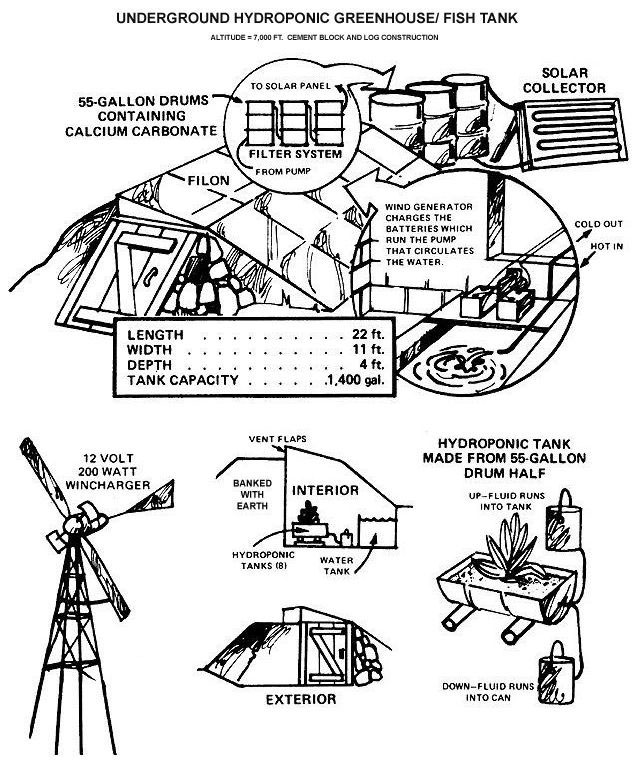 UNDERGROUND HYDROPONIC GREENHOUSE/ FISH TANK
ALTITUDE = 7,000 FT. CEMENT BLOCK AND LOG CONSTRUCTION
55-GALLON DRUMS
CONTAINING
CALCIUM CARBONATE
TO SOLAR PANEL
FILTER SYSTEM
FROM PUMP
SOLAR
COLLECTOR
FILON
WIND GENERATOR
CHARGES THE
BATTERIES WHICH
RUN THE PUMP
THAT CIRCULATES
THE WATER.
COLD OUT
HOT IN
LENGTH . . . . . . . . . . . 22 ft.
WIDTH . . . . . . . . . . . 11 ft.
DEPTH . . . . . . . . . . . 4 ft.
TANK CAPACITY . . . . . . .1,400 gal.
12 VOLT
200 WATT
WINCHARGER
VENT FLAPS
BANKED
WITH
EARTH
INTERIOR
HYDROPONIC
TANKS (8)
WATER
TANK
EXTERIOR
HYDROPONIC TANK
MADE FROM 55-GALLON
DRUM HALF
UP-FLUID RUNS
INTO TANK
DOWN-FLUID RUNS
INTO CAN